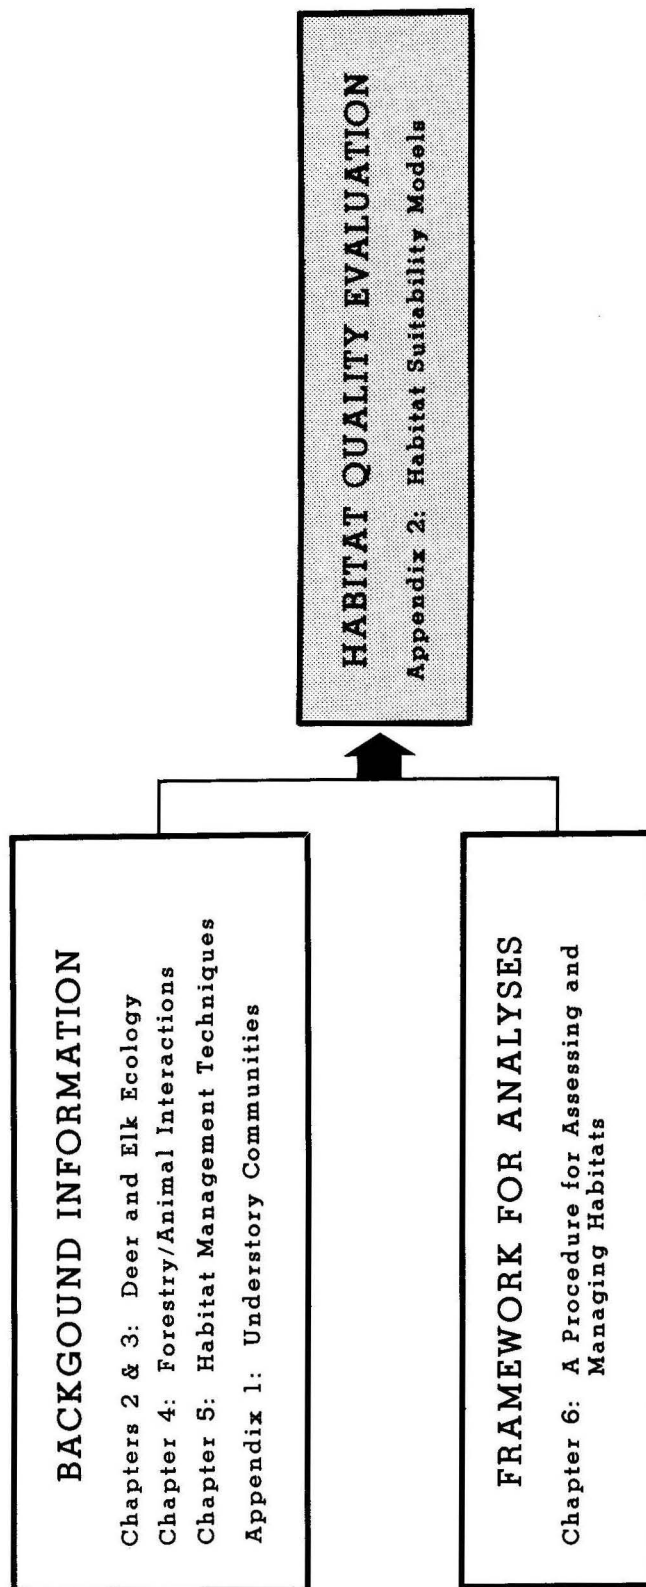 BACKGOUND INFORMATION
Chapters 2 & 3: Deer and Elk Ecology
Chapter 4: Forestry/Animal Interactions
Chapter 5: Habitat Management Techniques
Appendix 1: Understory Communities
FRAMEWORK FOR ANALYSES
Chapter 6: A Procedure for Assessing and
Managing Habitats
HABITAT QUALITY EVALUATION
Appendix 2: Habitat Suitability Models